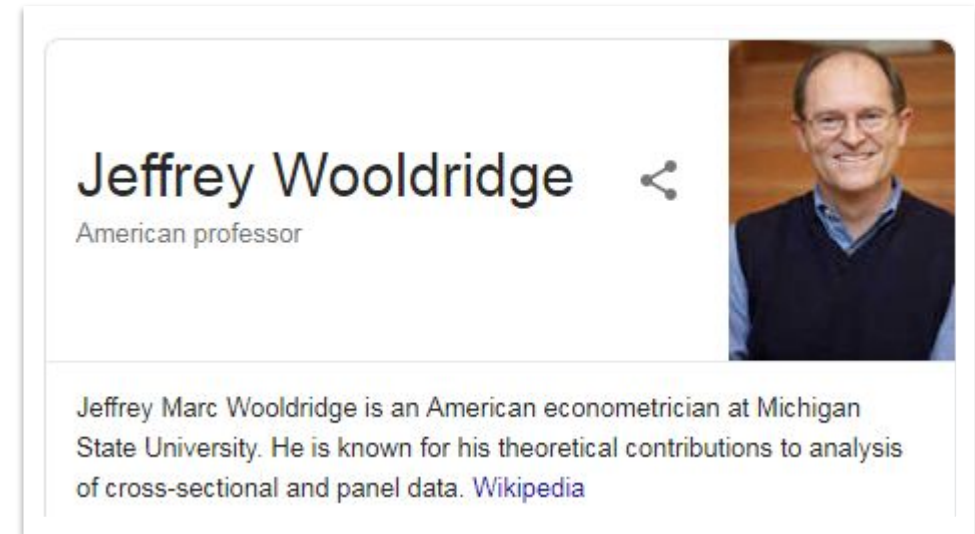 Jeffrey Wooldridge
American professor
Jeffrey Marc Wooldridge is an American econometrician at Michigan
State University. He is known for his theoretical contributions to analysis
of cross-sectional and panel data. Wikipedia